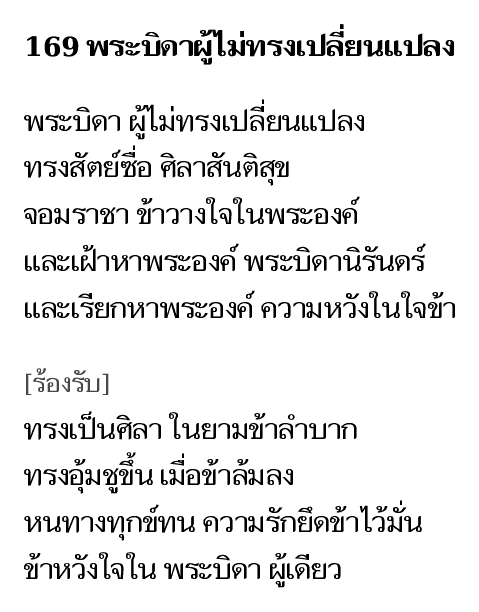 169 พระบิดาผู้ไม่ทรงเปลี่ยนแปลง
พระบิดา ผู้ไม่ทรงเปลี่ยนแปลง
ทรงสัตย์ซื่อ ศิลาสันติสุข
จอมราชา ข้าวางใจในพระองค์
และเฝ้าหาพระองค์ พระบิดานิรันดร์
และเรียกหาพระองค์ ความหวังในใจข้า
[ร้องรับ]
ทรงเป็นศิลา ในยามข้าลำบาก
ทรงอุ้มชูขึ้น เมื่อข้าล้มลง
หนทางทุกข์ทน ความรักยึดข้าไว้มั่น
ข้าหวังใจใน พระบิดา ผู้เดียว